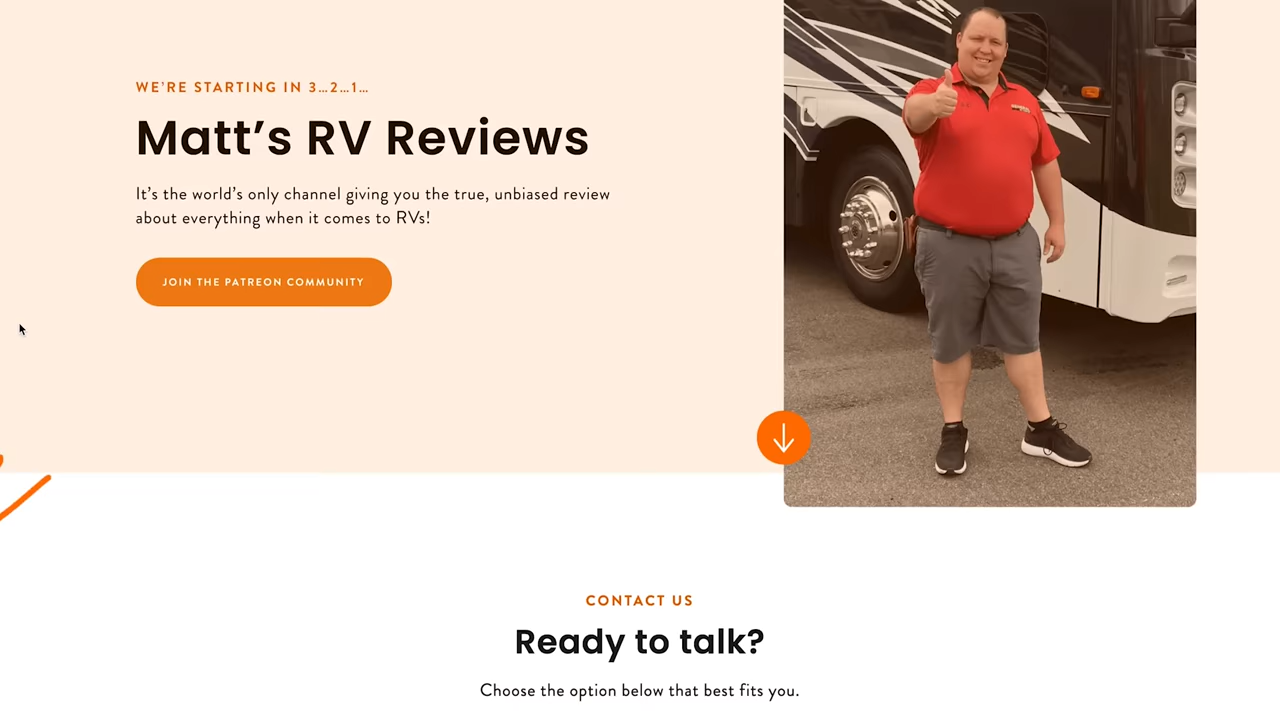 WE'RE STARTING IN 3…2…1…
Matt’s RV Reviews
It’s the world’s only channel giving you the true, unbiased review
about everything when it comes to RVs!
JOIN THE PATREON COMMUNITY
CONTACT US
Ready to talk?
Choose the option below that best fits you.